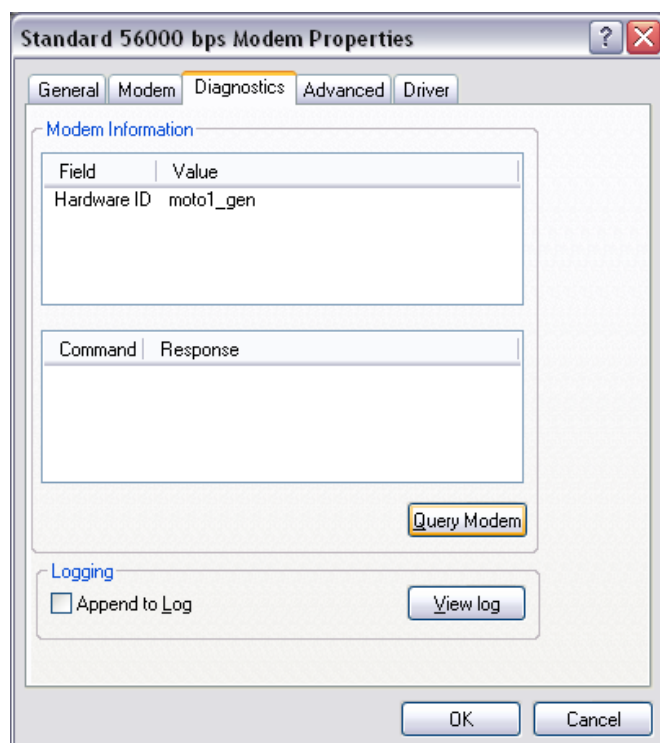 Standard 56000 bps Modem Properties
General Modem Diagnostics Advanced Driver
Modem Information
Field Value
Hardware ID moto1_gen
Command Response
Query Modem
Logging
Append to Log
View log
OK Cancel